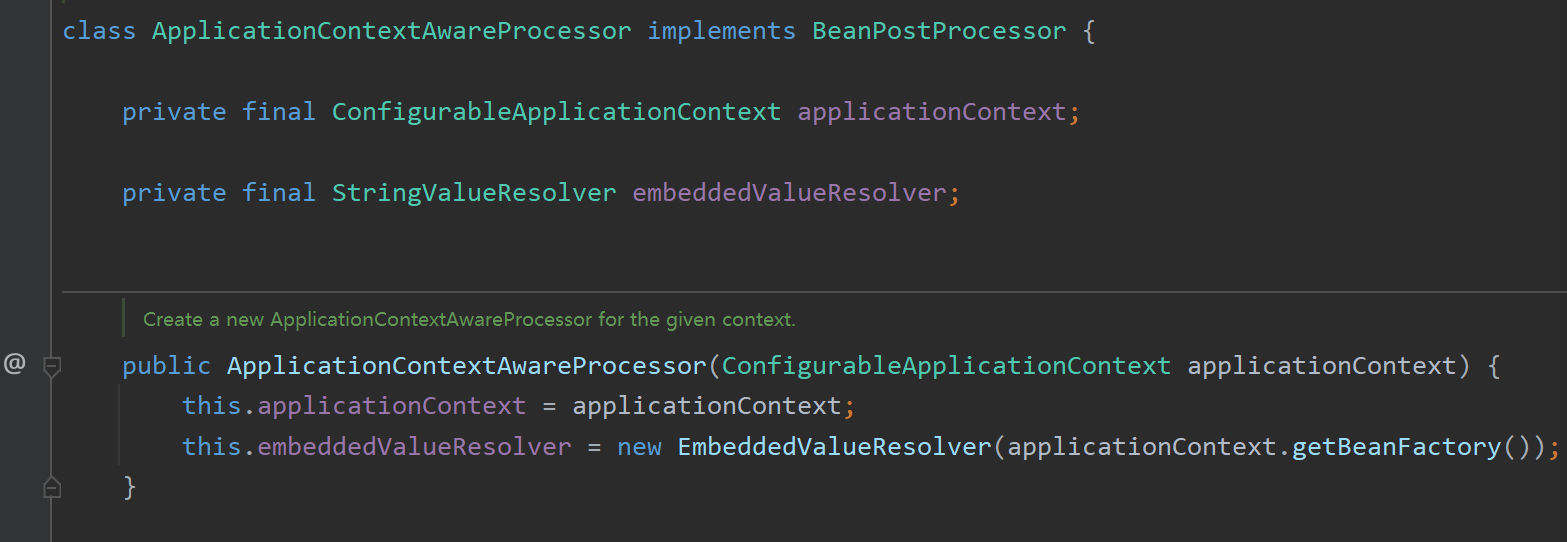 class ApplicationContextAwareProcessor implements BeanPostProcessor {
private final ConfigurableApplicationContext applicationContext;
private final StringValueResolver embeddedValueResolver;
Create a new ApplicationContextAwareProcessor for the given context.
@ public ApplicationContextAwareProcessor(ConfigurableApplicationContext applicationContext) {
this.applicationContext = applicationContext;
this.embeddedValueResolver = new EmbeddedValueResolver(applicationContext.getBeanFactory());
}